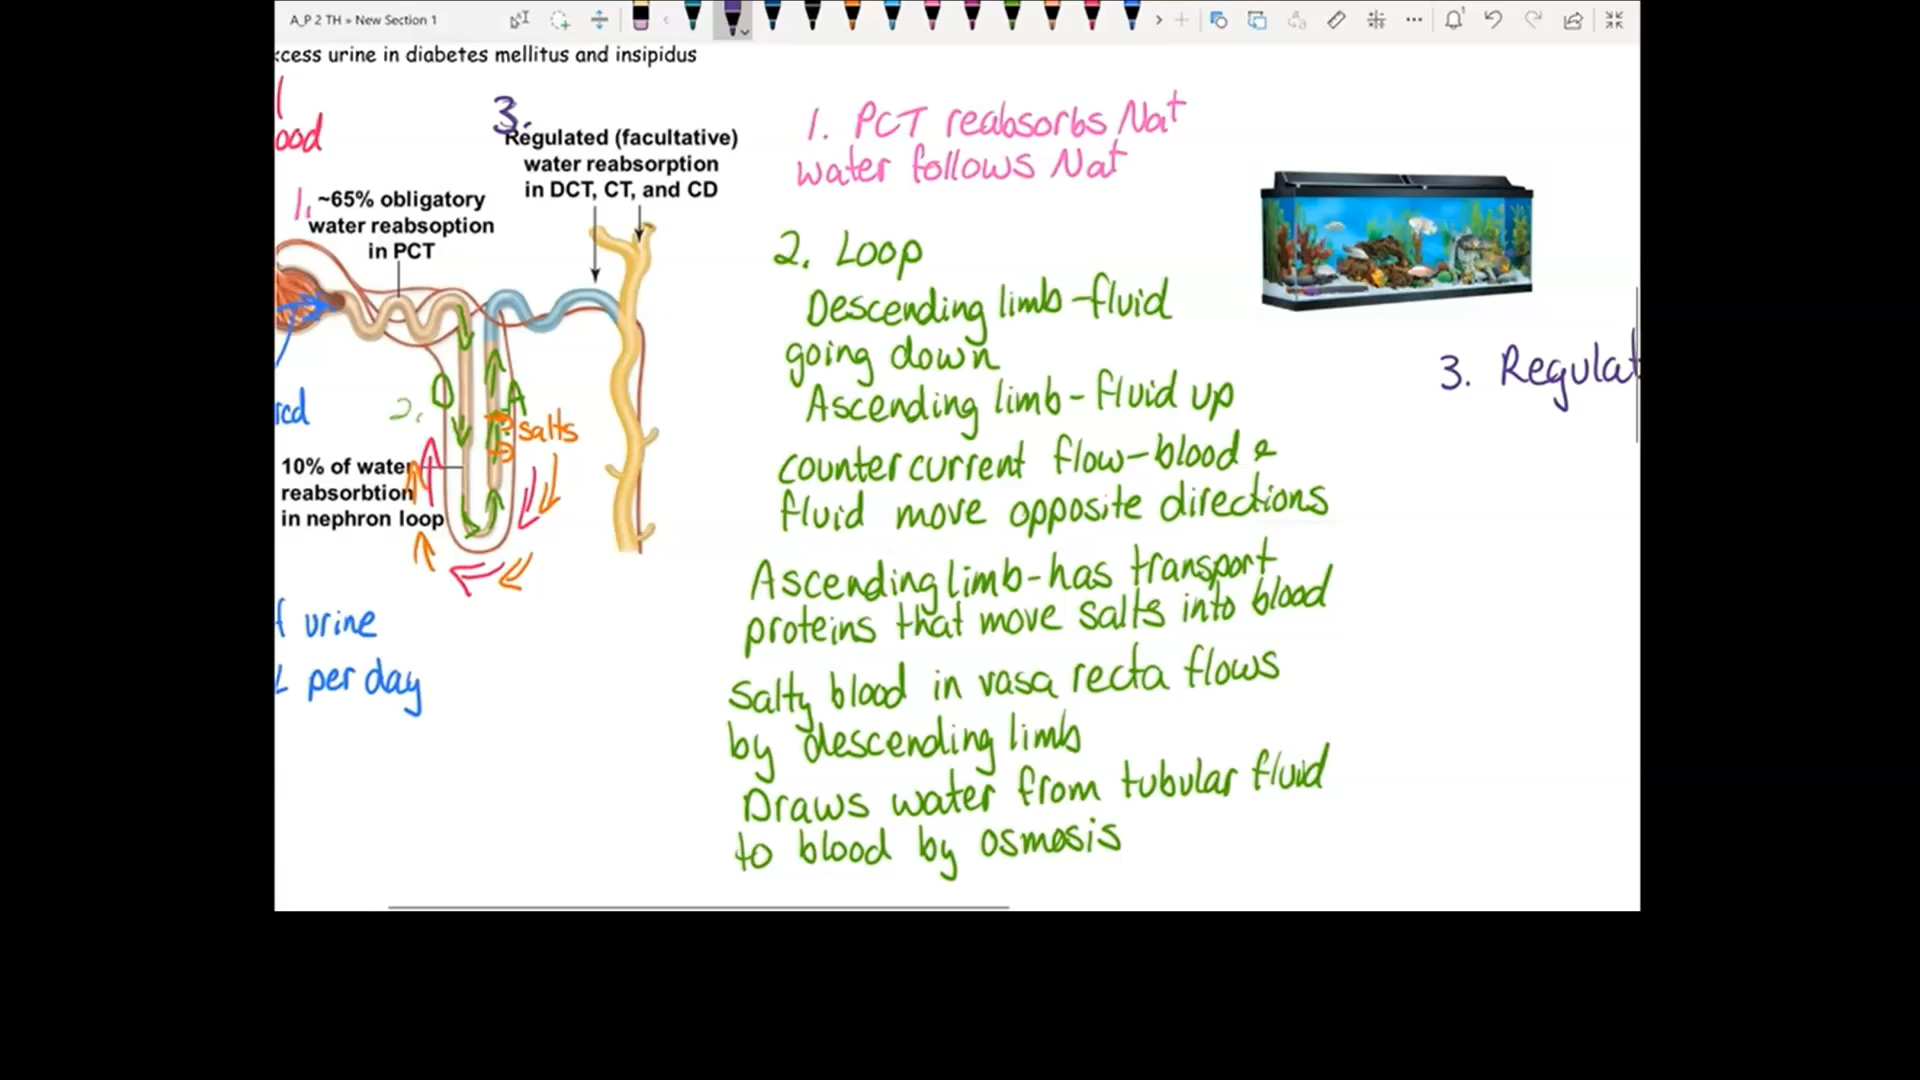 A_P 2 TH » New Section 1
cess urine in diabetes mellitus and insipidus
ood
3.
Regulated (facultative)
water reabsorption
in DCT, CT, and CD
1.
~65% obligatory
water reabsoption
in PCT
D
A
2.
salts
10% of water
reabsorbtion
in nephron loop
urine
per day
1. PCT reabsorbs Na+
water follows Na+
2. Loop
Descending limb-fluid
going down
Ascending limb-fluid up
countercurrent flow-blood &
fluid move opposite directions
Ascending limb-has transport
proteins that move salts into blood
Salty blood in vasa recta flows
by descending limb
Draws water from tubular fluid
to blood by osmosis
3. Regulat